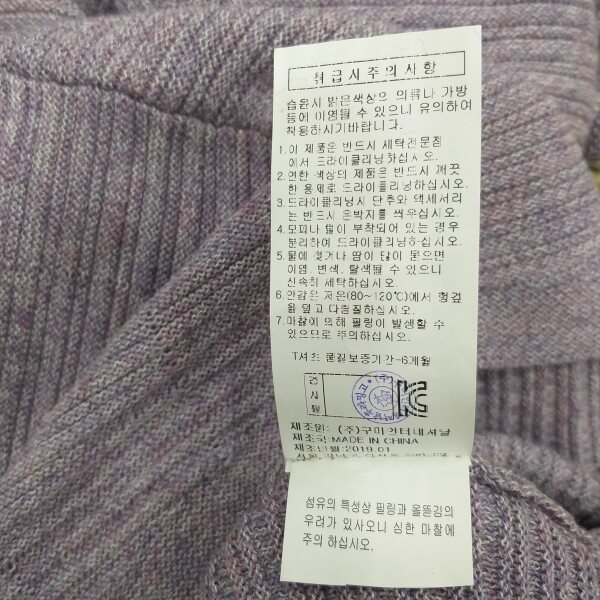 취급시주의사항
습윤시 밝은색상의 의류나 가방
등에 이염될 수 있으니 유의하여
착용하시기바랍니다.
1. 이 제품은 반드시 세탁전문점
에서 드라이클리닝하십시오.
2. 연한 색상의 제품은 반드시 깨끗
한 용제로 드라이클리닝하십시오.
3. 드라이클리닝시 단추와 액세서리
는 반드시 은박지를 씌우십시오.
4. 모피나 털이 부착되어 있는 경우
분리하여 드라이클리닝하십시오.
5. 물에 젖거나 땀이 많이 묻으면
이염, 변색, 탈색될 수 있으니
신속히 세탁하십시오.
6. 안감은 저온(80~120℃)에서 헝겊
을 덮고 다림질하십시오.
7. 마찰에 의해 필링이 발생할 수
있으므로 주의하십시오.
T셔츠 품질보증기간-6개월
제조원: (주)구미인터내셔날
제조국:MADE IN CHINA
제조년월:2019.01
섬유의 특성상 필링과 올뜯김의
우려가 있사오니 심한 마찰에
주의 하십시오.